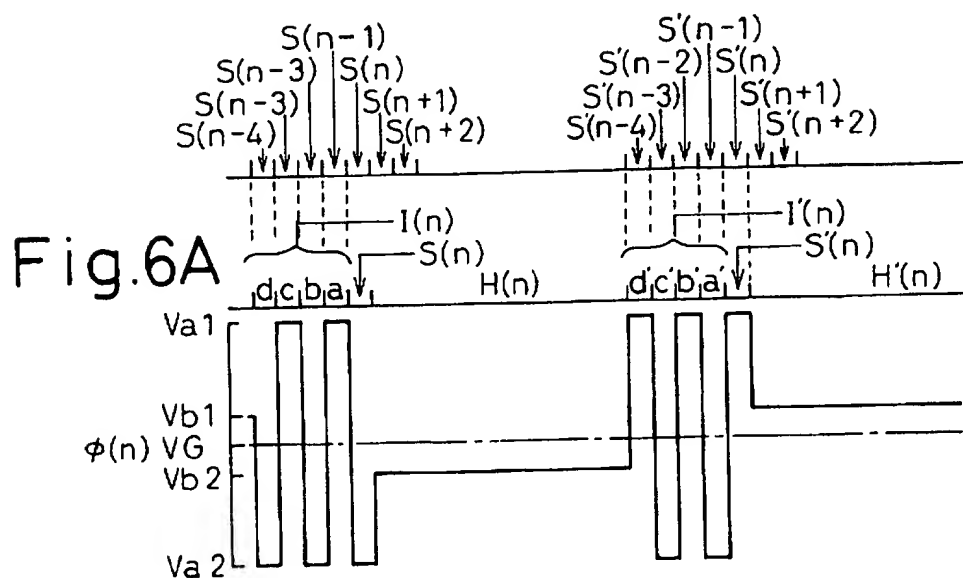 S(n-1) S'(n-1)
S(n-3) S(n) S'(n-2) S'(n)
S(n-3) S(n+1) S'(n-3) S'(n+1)
S(n-4) S(n+2) S'(n-4) S'(n+2)
I(n) I'(n)
Fig.6A S(n) S'(n)
d c b a H(n) d' c' b' a' H'(n)
Va1
Vb1
φ(n) VG
Vb2
Va2